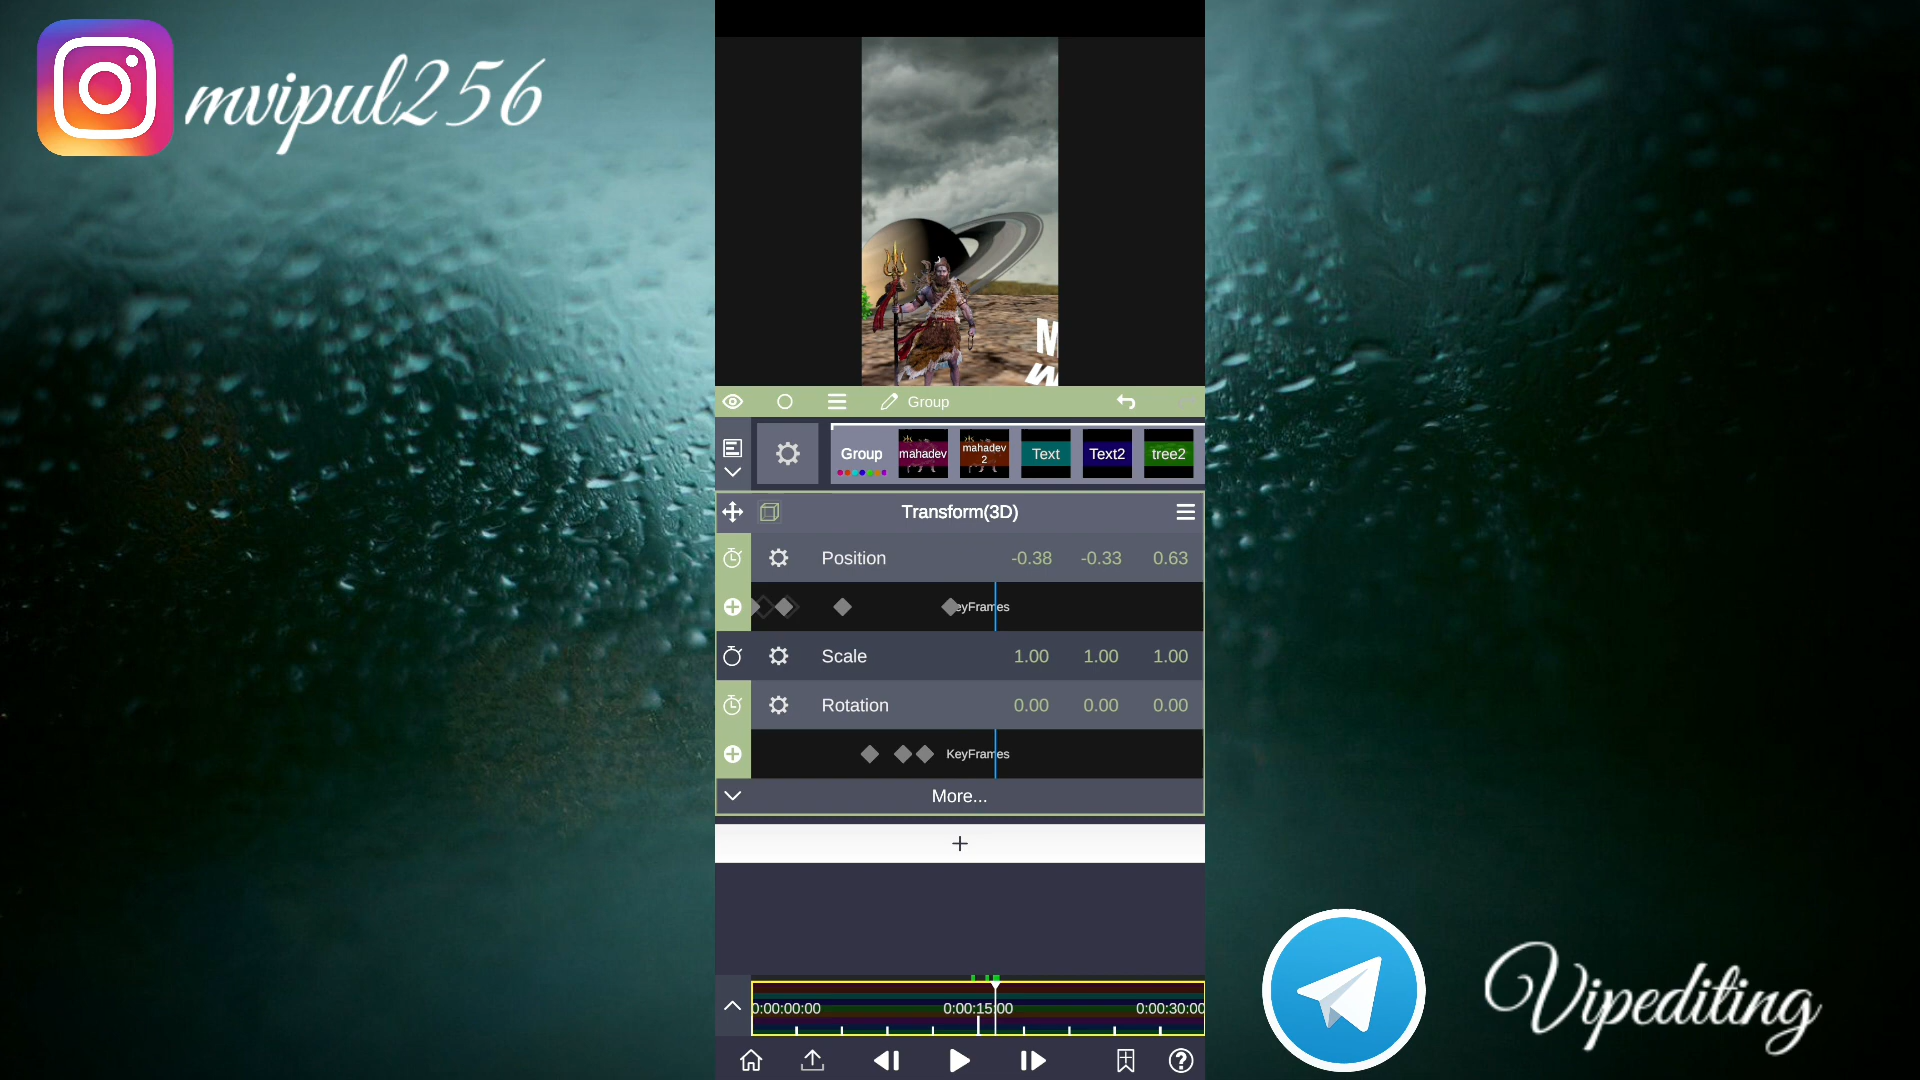 mvipul256
M
W
Group
Group
mahadev
mahadev
2
Text
Text2
tree2
Transform(3D)
Position -0.38 -0.33 0.63
eyFrames
Scale 1.00 1.00 1.00
Rotation 0.00 0.00 0.00
KeyFrames
More...
0:00:00:00 0:00:15:00 0:00:30:00
Vipediting